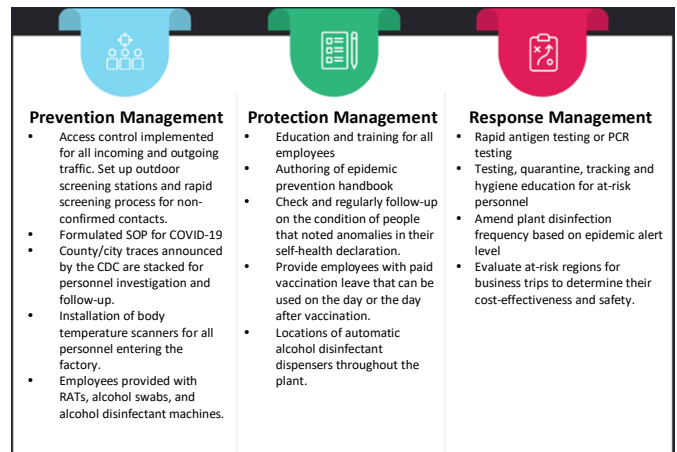 Prevention Management
• Access control implemented
for all incoming and outgoing
traffic. Set up outdoor
screening stations and rapid
screening process for non-
confirmed contacts.
• Formulated SOP for COVID-19
• County/city traces announced
by the CDC are stacked for
personnel investigation and
follow-up.
• Installation of body
temperature scanners for all
personnel entering the
factory.
• Employees provided with
RATs, alcohol swabs, and
alcohol disinfectant machines.
Protection Management
• Education and training for all
employees
• Authoring of epidemic
prevention handbook
• Check and regularly follow-up
on the condition of people
that noted anomalies in their
self-health declaration.
• Provide employees with paid
vaccination leave that can be
used on the day or the day
after vaccination.
• Locations of automatic
alcohol disinfectant
dispensers throughout the
plant.
Response Management
• Rapid antigen testing or PCR
testing
• Testing, quarantine, tracking and
hygiene education for at-risk
personnel
• Amend plant disinfection
frequency based on epidemic alert
level
• Evaluate at-risk regions for
business trips to determine their
cost-effectiveness and safety.